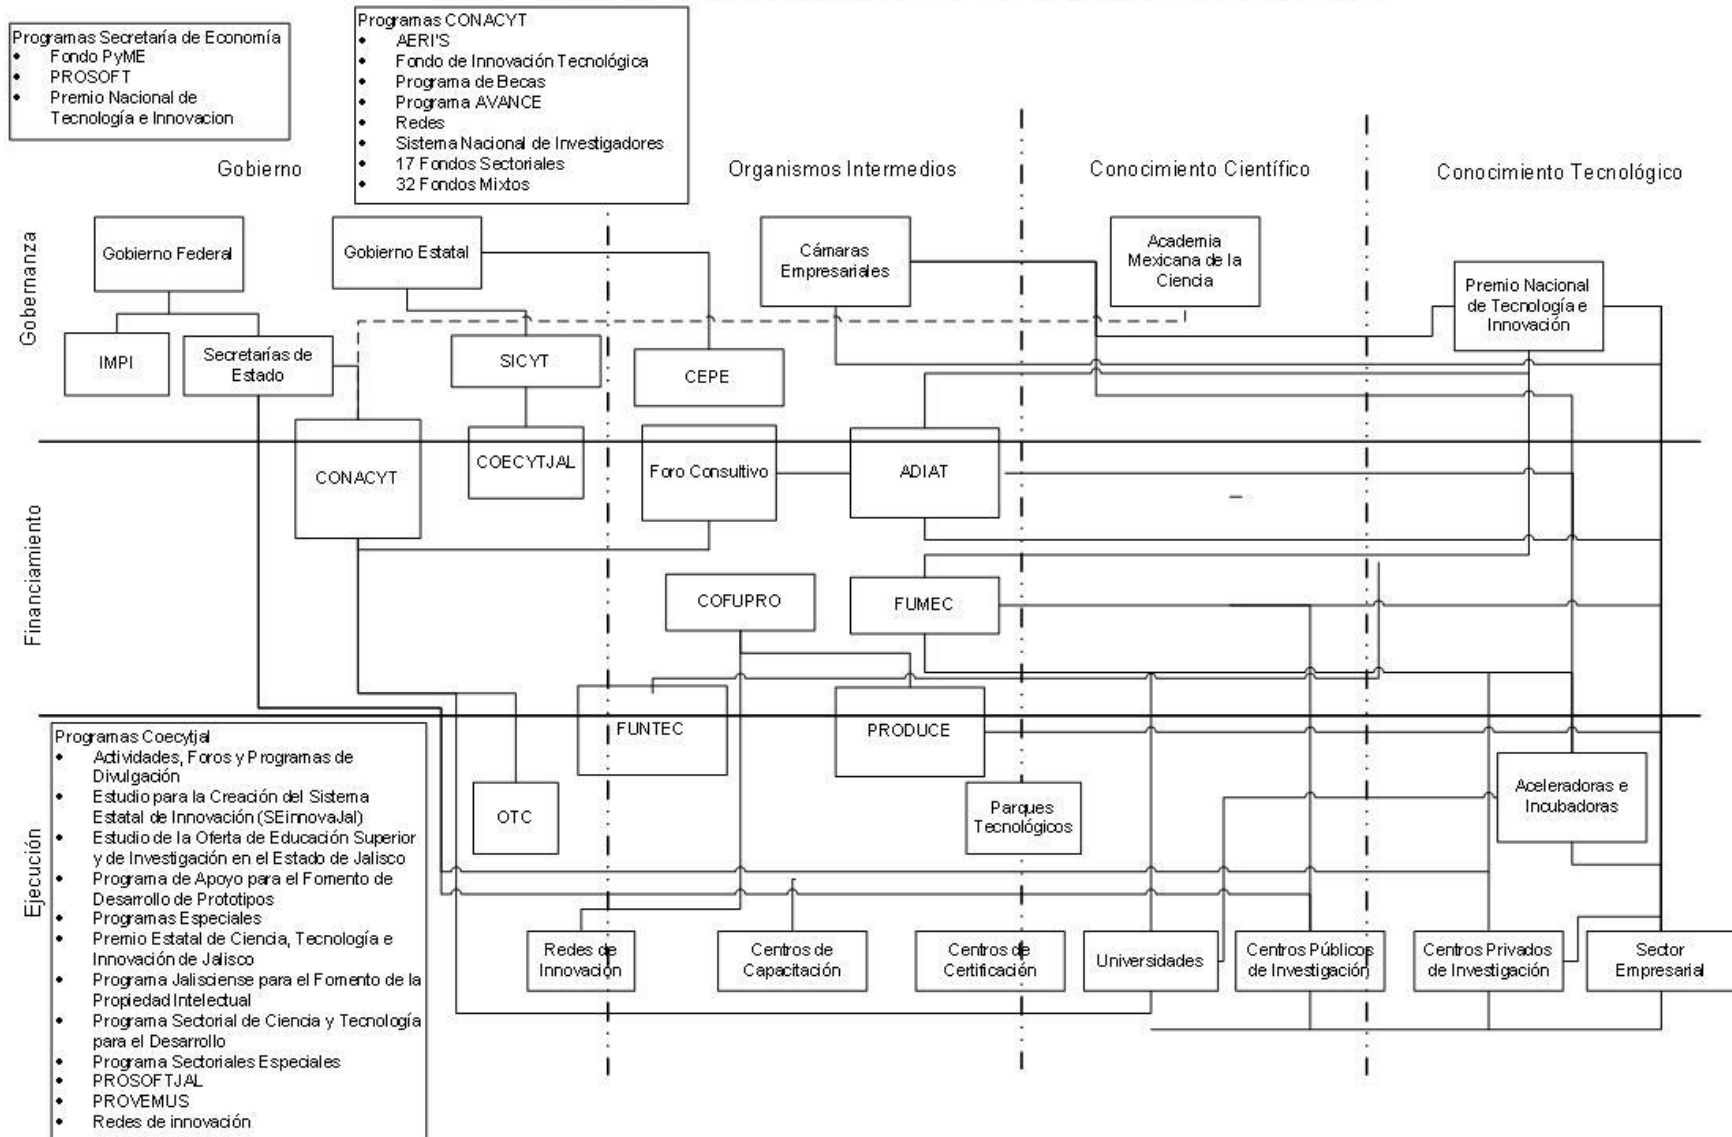 Programas Secretaría de Economía
• Fondo PyME
• PROSOFT
• Premio Nacional de
Tecnología e Innovacion
Programas CONACYT
• AERI'S
• Fondo de Innovación Tecnológica
• Programa de Becas
• Programa AVANCE
• Redes
• Sistema Nacional de Investigadores
• 17 Fondos Sectoriales
• 32 Fondos Mixtos
Gobierno
Organismos Intermedios
Conocimiento Científico
Conocimiento Tecnológico
Gobernanza
Gobierno Federal
Gobierno Estatal
Cámaras
Empresariales
Academia
Mexicana de la
Ciencia
Premio Nacional
de Tecnología e
Innovación
IMPI
Secretarías de
Estado
SICYT
CEPE
Financiamiento
CONACYT
COECYTJAL
Foro Consultivo
ADIAT
COFUPRO
FUMEC
FUNTEC
PRODUCE
Ejecución
Programas Coecytjal
• Actividades, Foros y Programas de
Divulgación
• Estudio para la Creación del Sistema
Estatal de Innovación (SEinnovaJal)
• Estudio de la Oferta de Educación Superior
y de Investigación en el Estado de Jalisco
• Programa de Apoyo para el Fomento de
Desarrollo de Prototipos
• Programas Especiales
• Premio Estatal de Ciencia, Tecnología e
Innovación de Jalisco
• Programa Jalisciense para el Fomento de la
Propiedad Intelectual
• Programa Sectorial de Ciencia y Tecnología
para el Desarrollo
• Programa Sectoriales Especiales
• PROSOFTJAL
• PROVEMUS
• Redes de innovación
OTC
Parques
Tecnológicos
Aceleradoras e
Incubadoras
Redes de
Innovación
Centros de
Capacitación
Centros de
Certificación
Universidades
Centros Públicos
de Investigación
Centros Privados
de Investigación
Sector
Empresarial